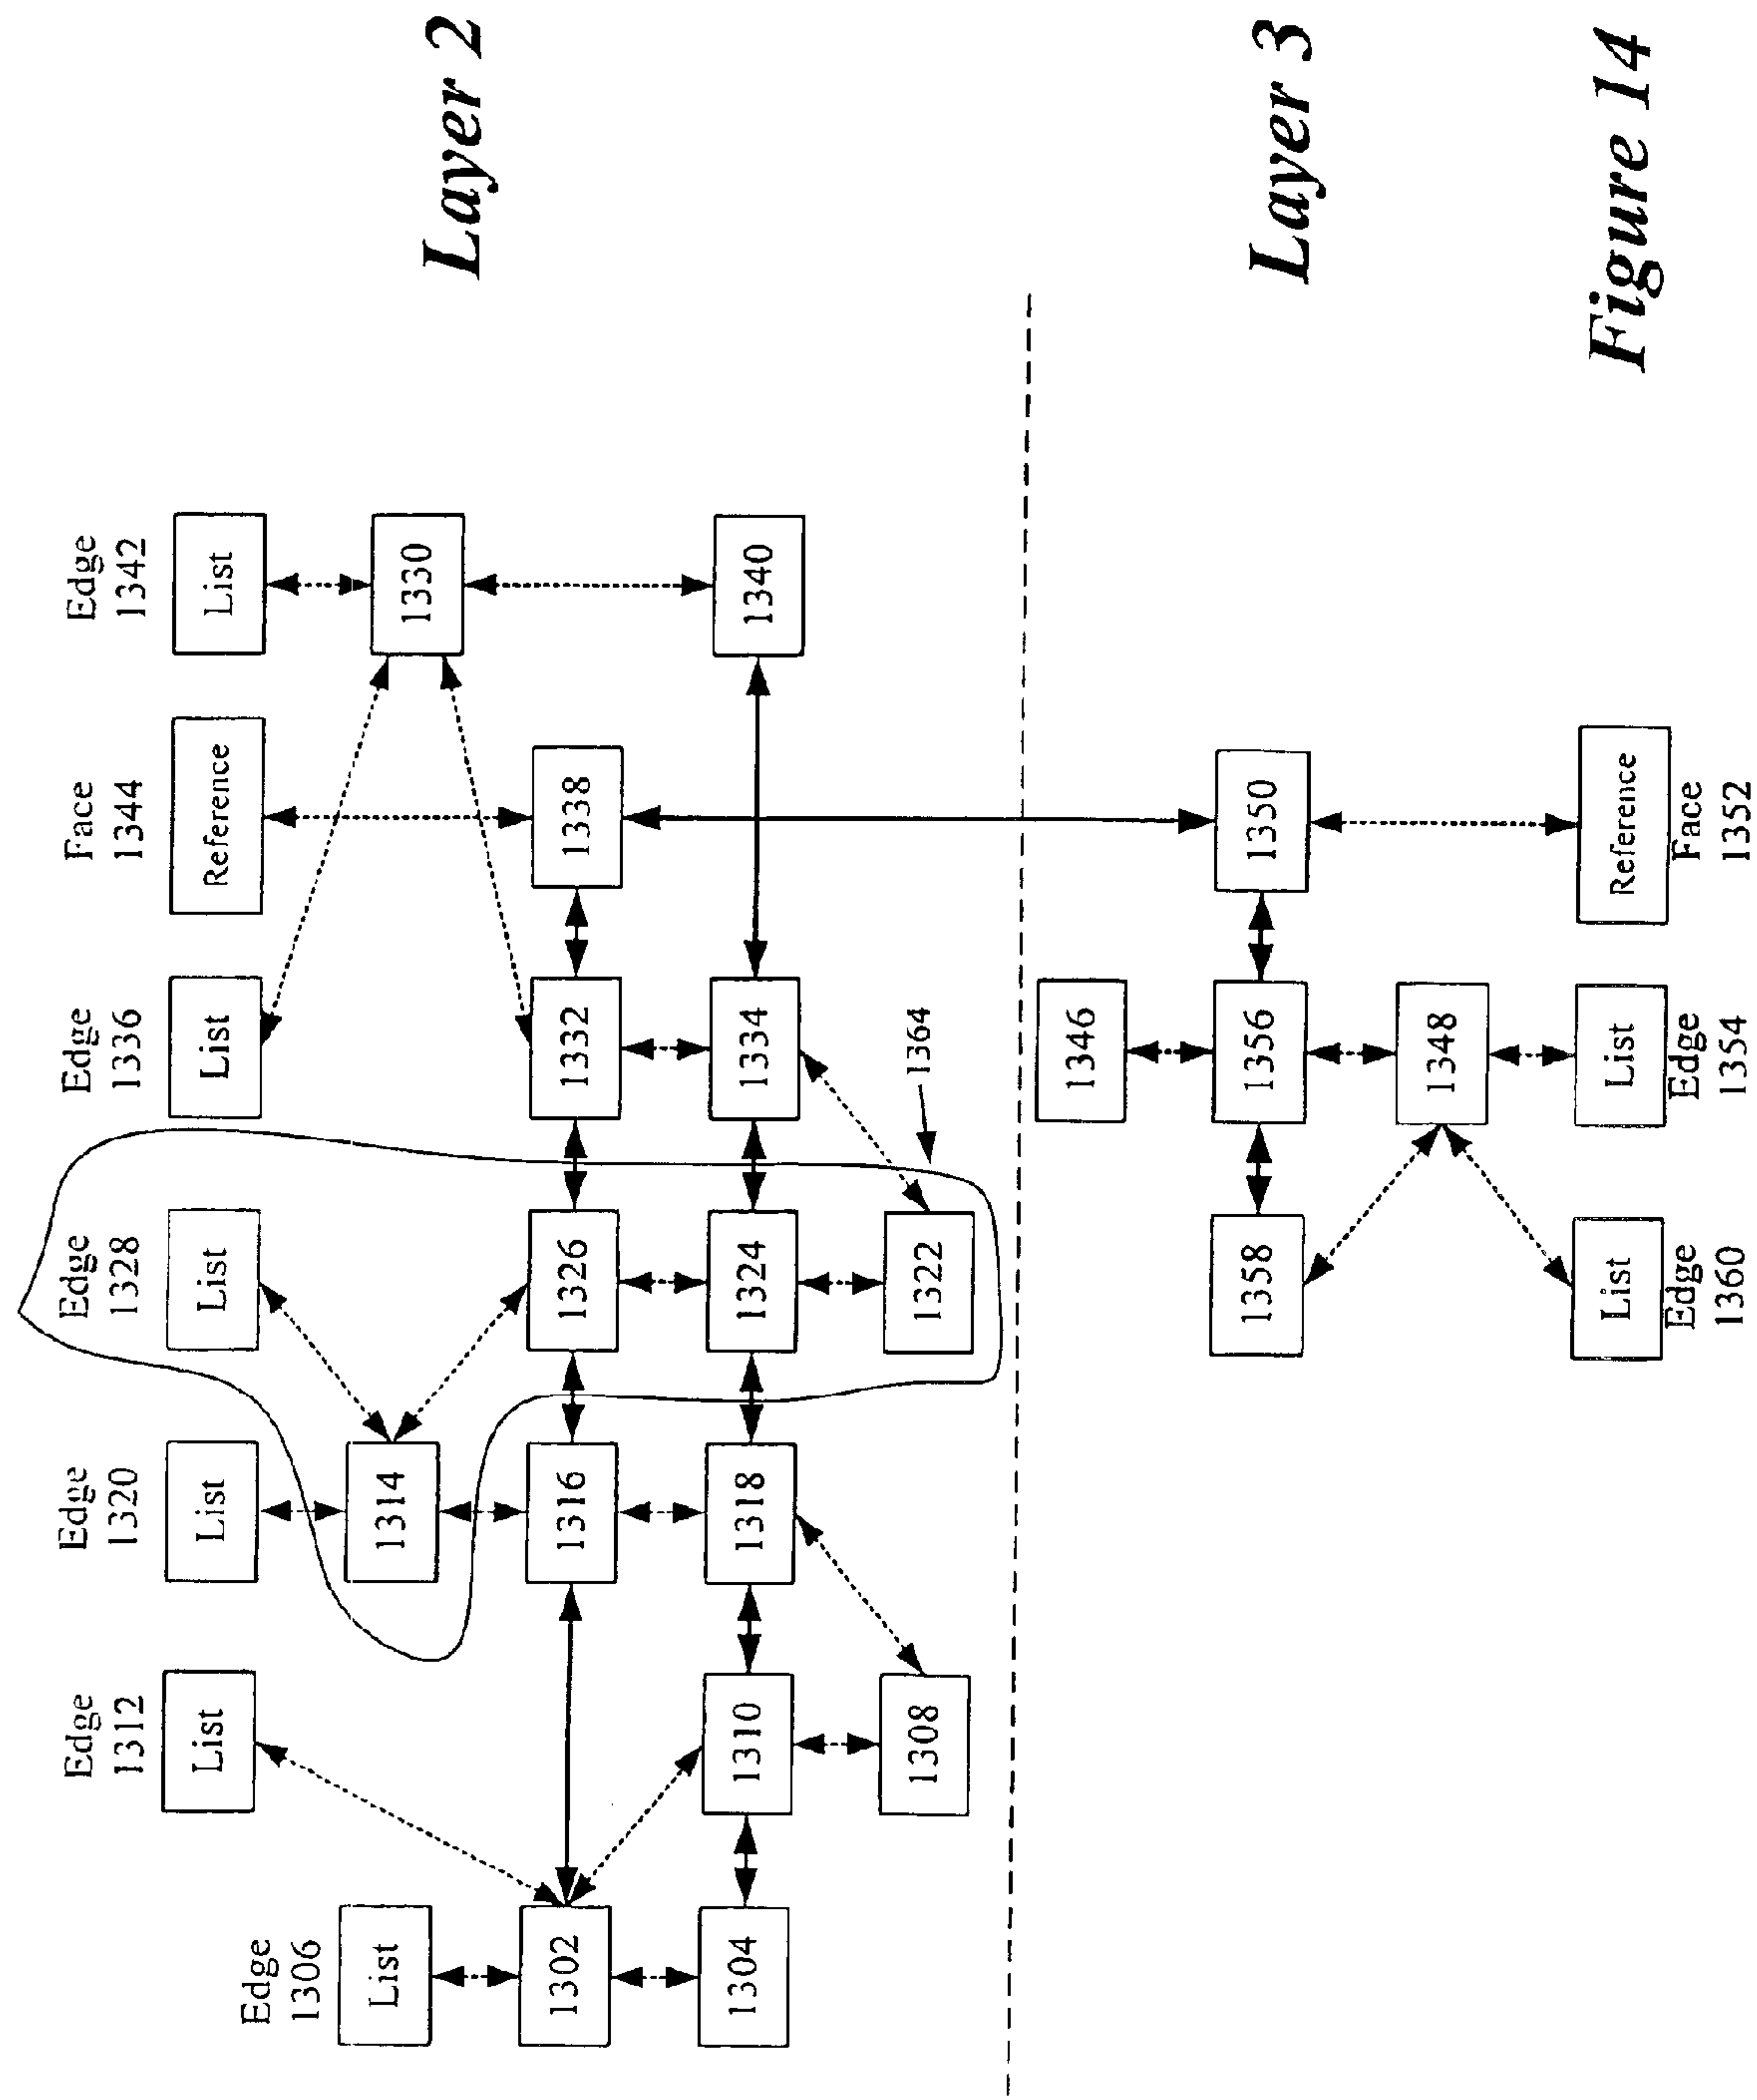 Edge
1306
List
1302
1304
Edge
1312
List
1310
1308
Edge
1320
List
1314
1316
1318
Edge
1328
List
1326
1324
1322
Edge
1336
List
1332
1334
1364
Face
1344
Reference
1338
Edge
1342
List
1330
1340
Layer 2
1358
List
Edge
1360
1346
1356
1348
List
Edge
1354
1350
Reference
Face
1352
Layer 3
Figure 14